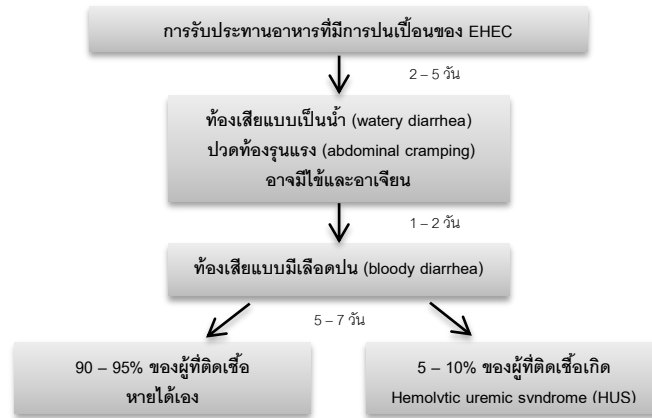 การรับประทานอาหารที่มีการปนเปื้อนของ EHEC
2 – 5 วัน
ท้องเสียแบบเป็นน้ำ (watery diarrhea)
ปวดท้องรุนแรง (abdominal cramping)
อาจมีไข้และอาเจียน
1 – 2 วัน
ท้องเสียแบบมีเลือดปน (bloody diarrhea)
5 – 7 วัน
90 – 95% ของผู้ที่ติดเชื้อ
หายได้เอง
5 – 10% ของผู้ที่ติดเชื้อเกิด
Hemolytic uremic syndrome (HUS)